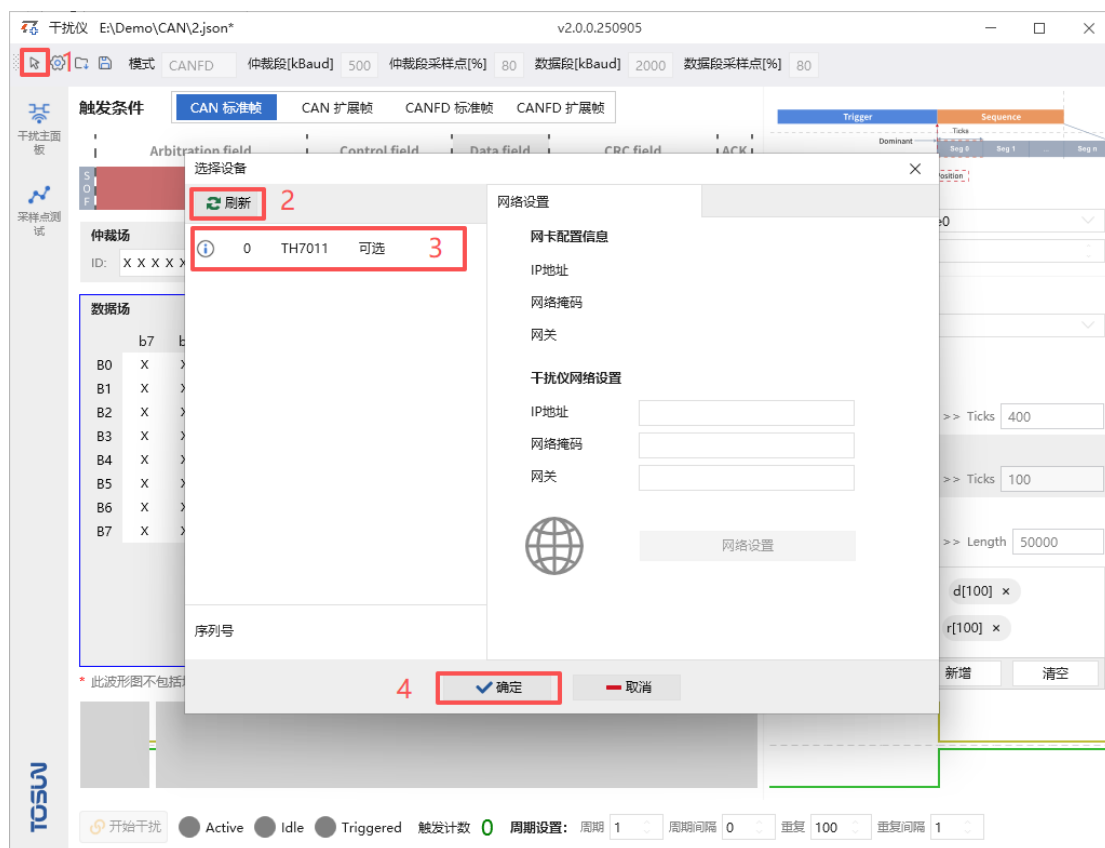 干扰仪 E:\Demo\CAN\2.json* v2.0.0.250905
1 模式 CANFD 仲裁段[kBaud] 500 仲裁段采样点[%] 80 数据段[kBaud] 2000 数据段采样点[%] 80
干扰主面板
采样点测试
触发条件 CAN 标准帧 CAN 扩展帧 CANFD 标准帧 CANFD 扩展帧
Arbitration field Control field Data field CRC field ACK
SOF
Trigger Sequence
Ticks
Dominant
Seg 0 Seg 1 ... Seg n
仲裁场
ID: X X X X X
数据场
b7
B0 X
B1 X
B2 X
B3 X
B4 X
B5 X
B6 X
B7 X
选择设备
刷新 2
0 TH7011 可选 3
序列号
网络设置
网卡配置信息
IP地址
网络掩码
网关
干扰仪网络设置
IP地址
网络掩码
网关
网络设置
4 确定 取消
>> Ticks 400
>> Ticks 100
>> Length 50000
d[100] ×
r[100] ×
新增 清空
* 此波形图不包括
TOSUN
开始干扰 Active Idle Triggered 触发计数 0 周期设置: 周期 1 周期间隔 0 重复 100 重复间隔 1